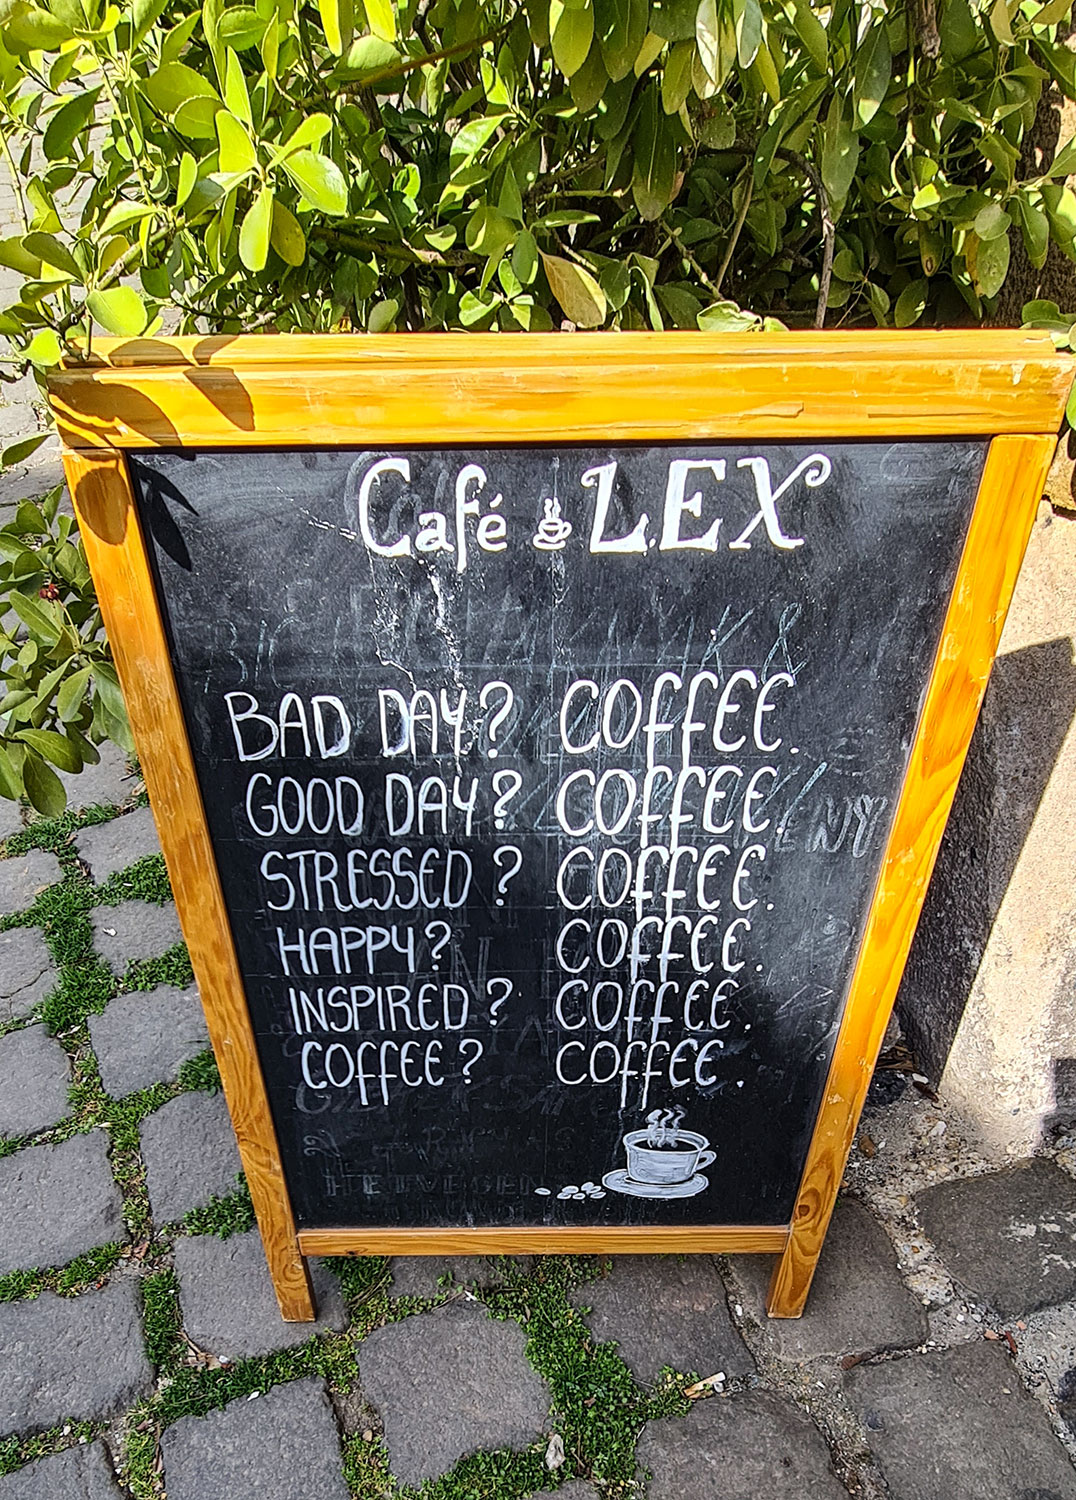 Café LEX
BAD DAY? COFFEE.
GOOD DAY? COFFEE.
STRESSED? COFFEE.
HAPPY? COFFEE.
INSPIRED? COFFEE.
COFFEE? COFFEE.